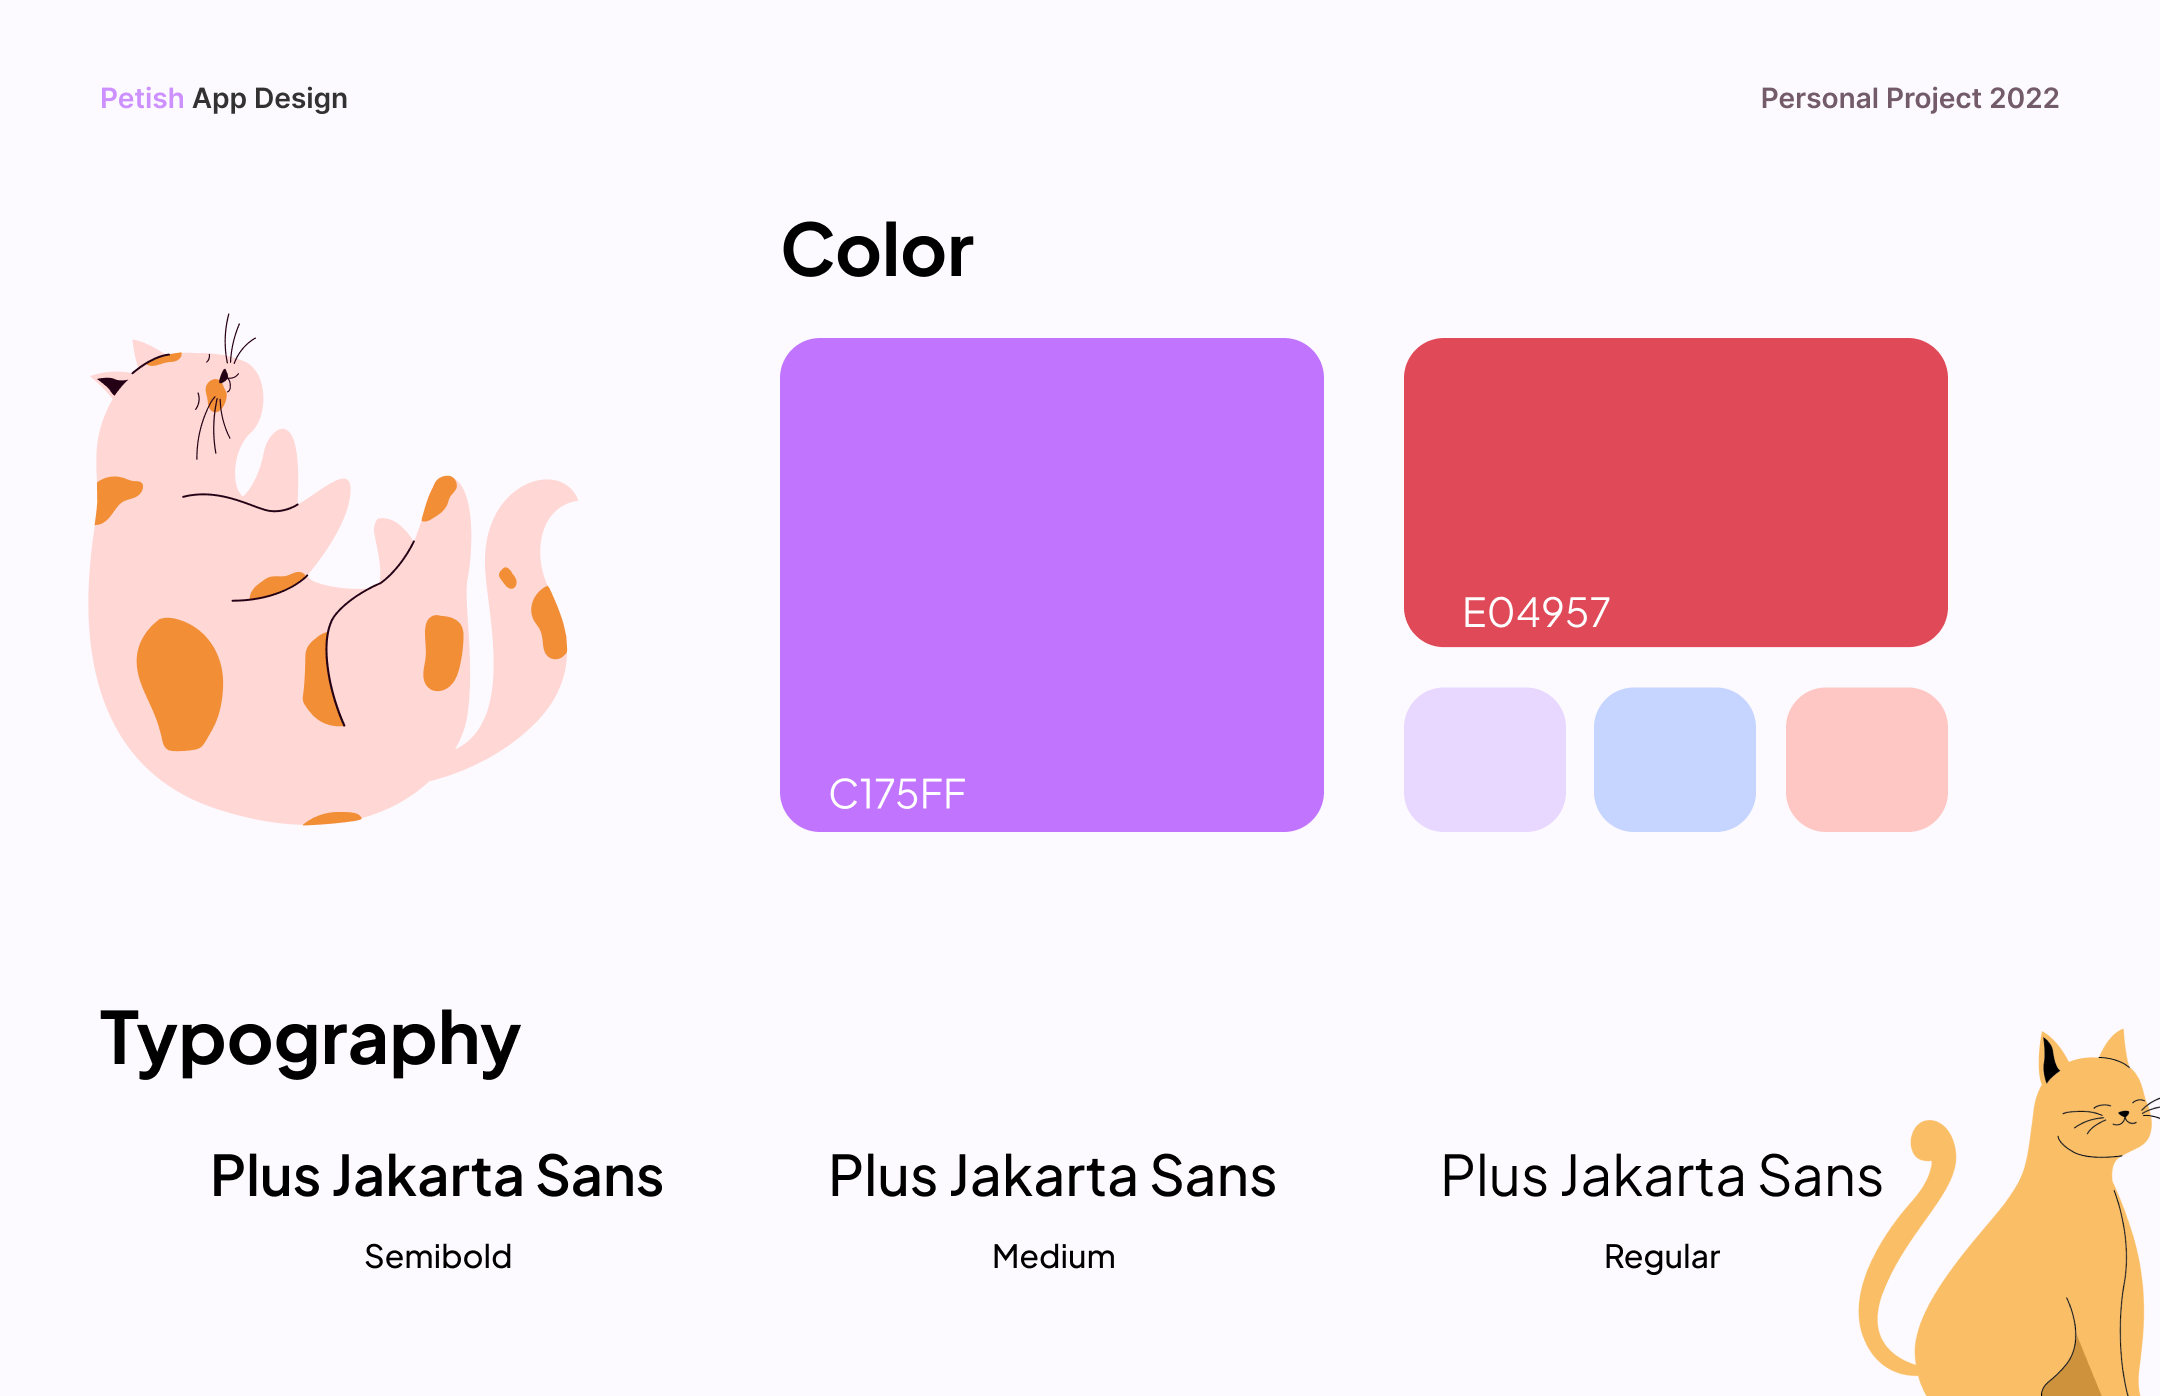 Petish App Design
Personal Project 2022
Color
C175FF
E04957
Typography
Plus Jakarta Sans
Semibold
Plus Jakarta Sans
Medium
Plus Jakarta Sans
Regular